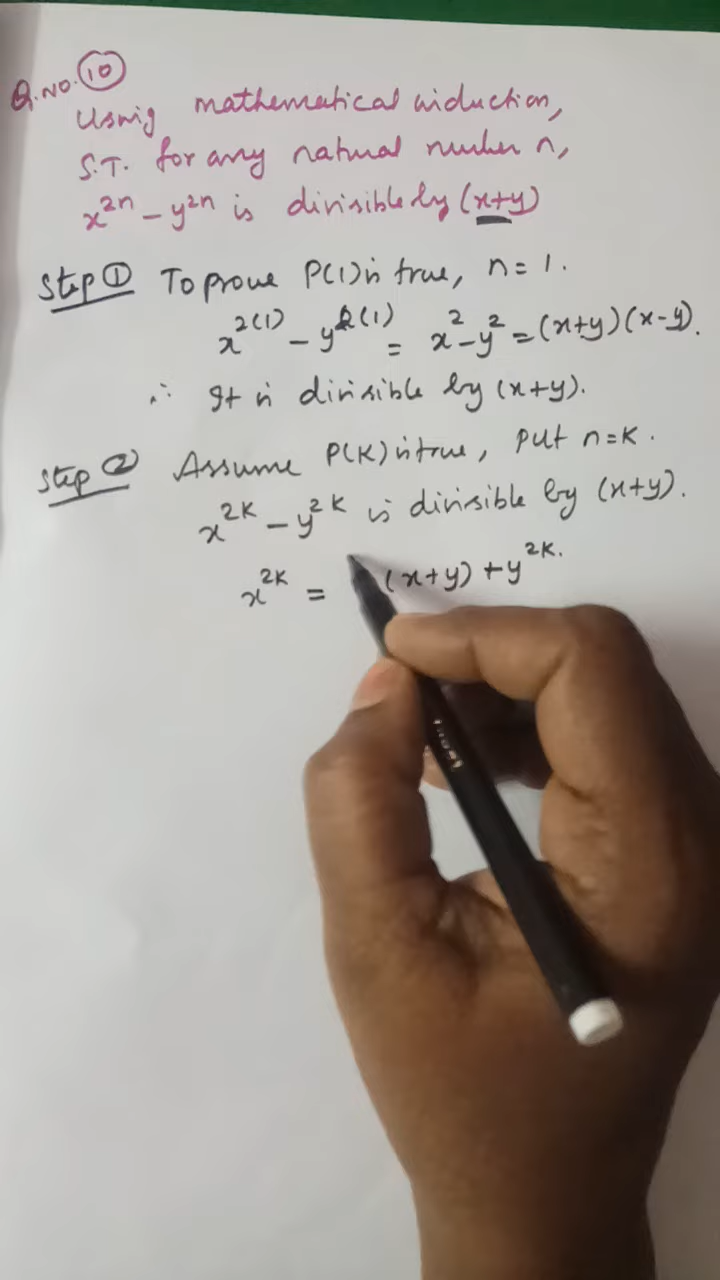 Q.NO. 10
Using mathematical induction,
S.T. for any natural number n,
x^{2n} - y^{2n} is divisible by (x+y)
Step ① To prove P(1) is true, n = 1.
x^{2(1)} - y^{2(1)} = x^2 - y^2 = (x+y)(x-y).
∴ It is divisible by (x+y).
Step ② Assume P(K) is true, put n=K.
x^{2K} - y^{2K} is divisible by (x+y).
x^{2K} = (x+y) + y^{2K}.